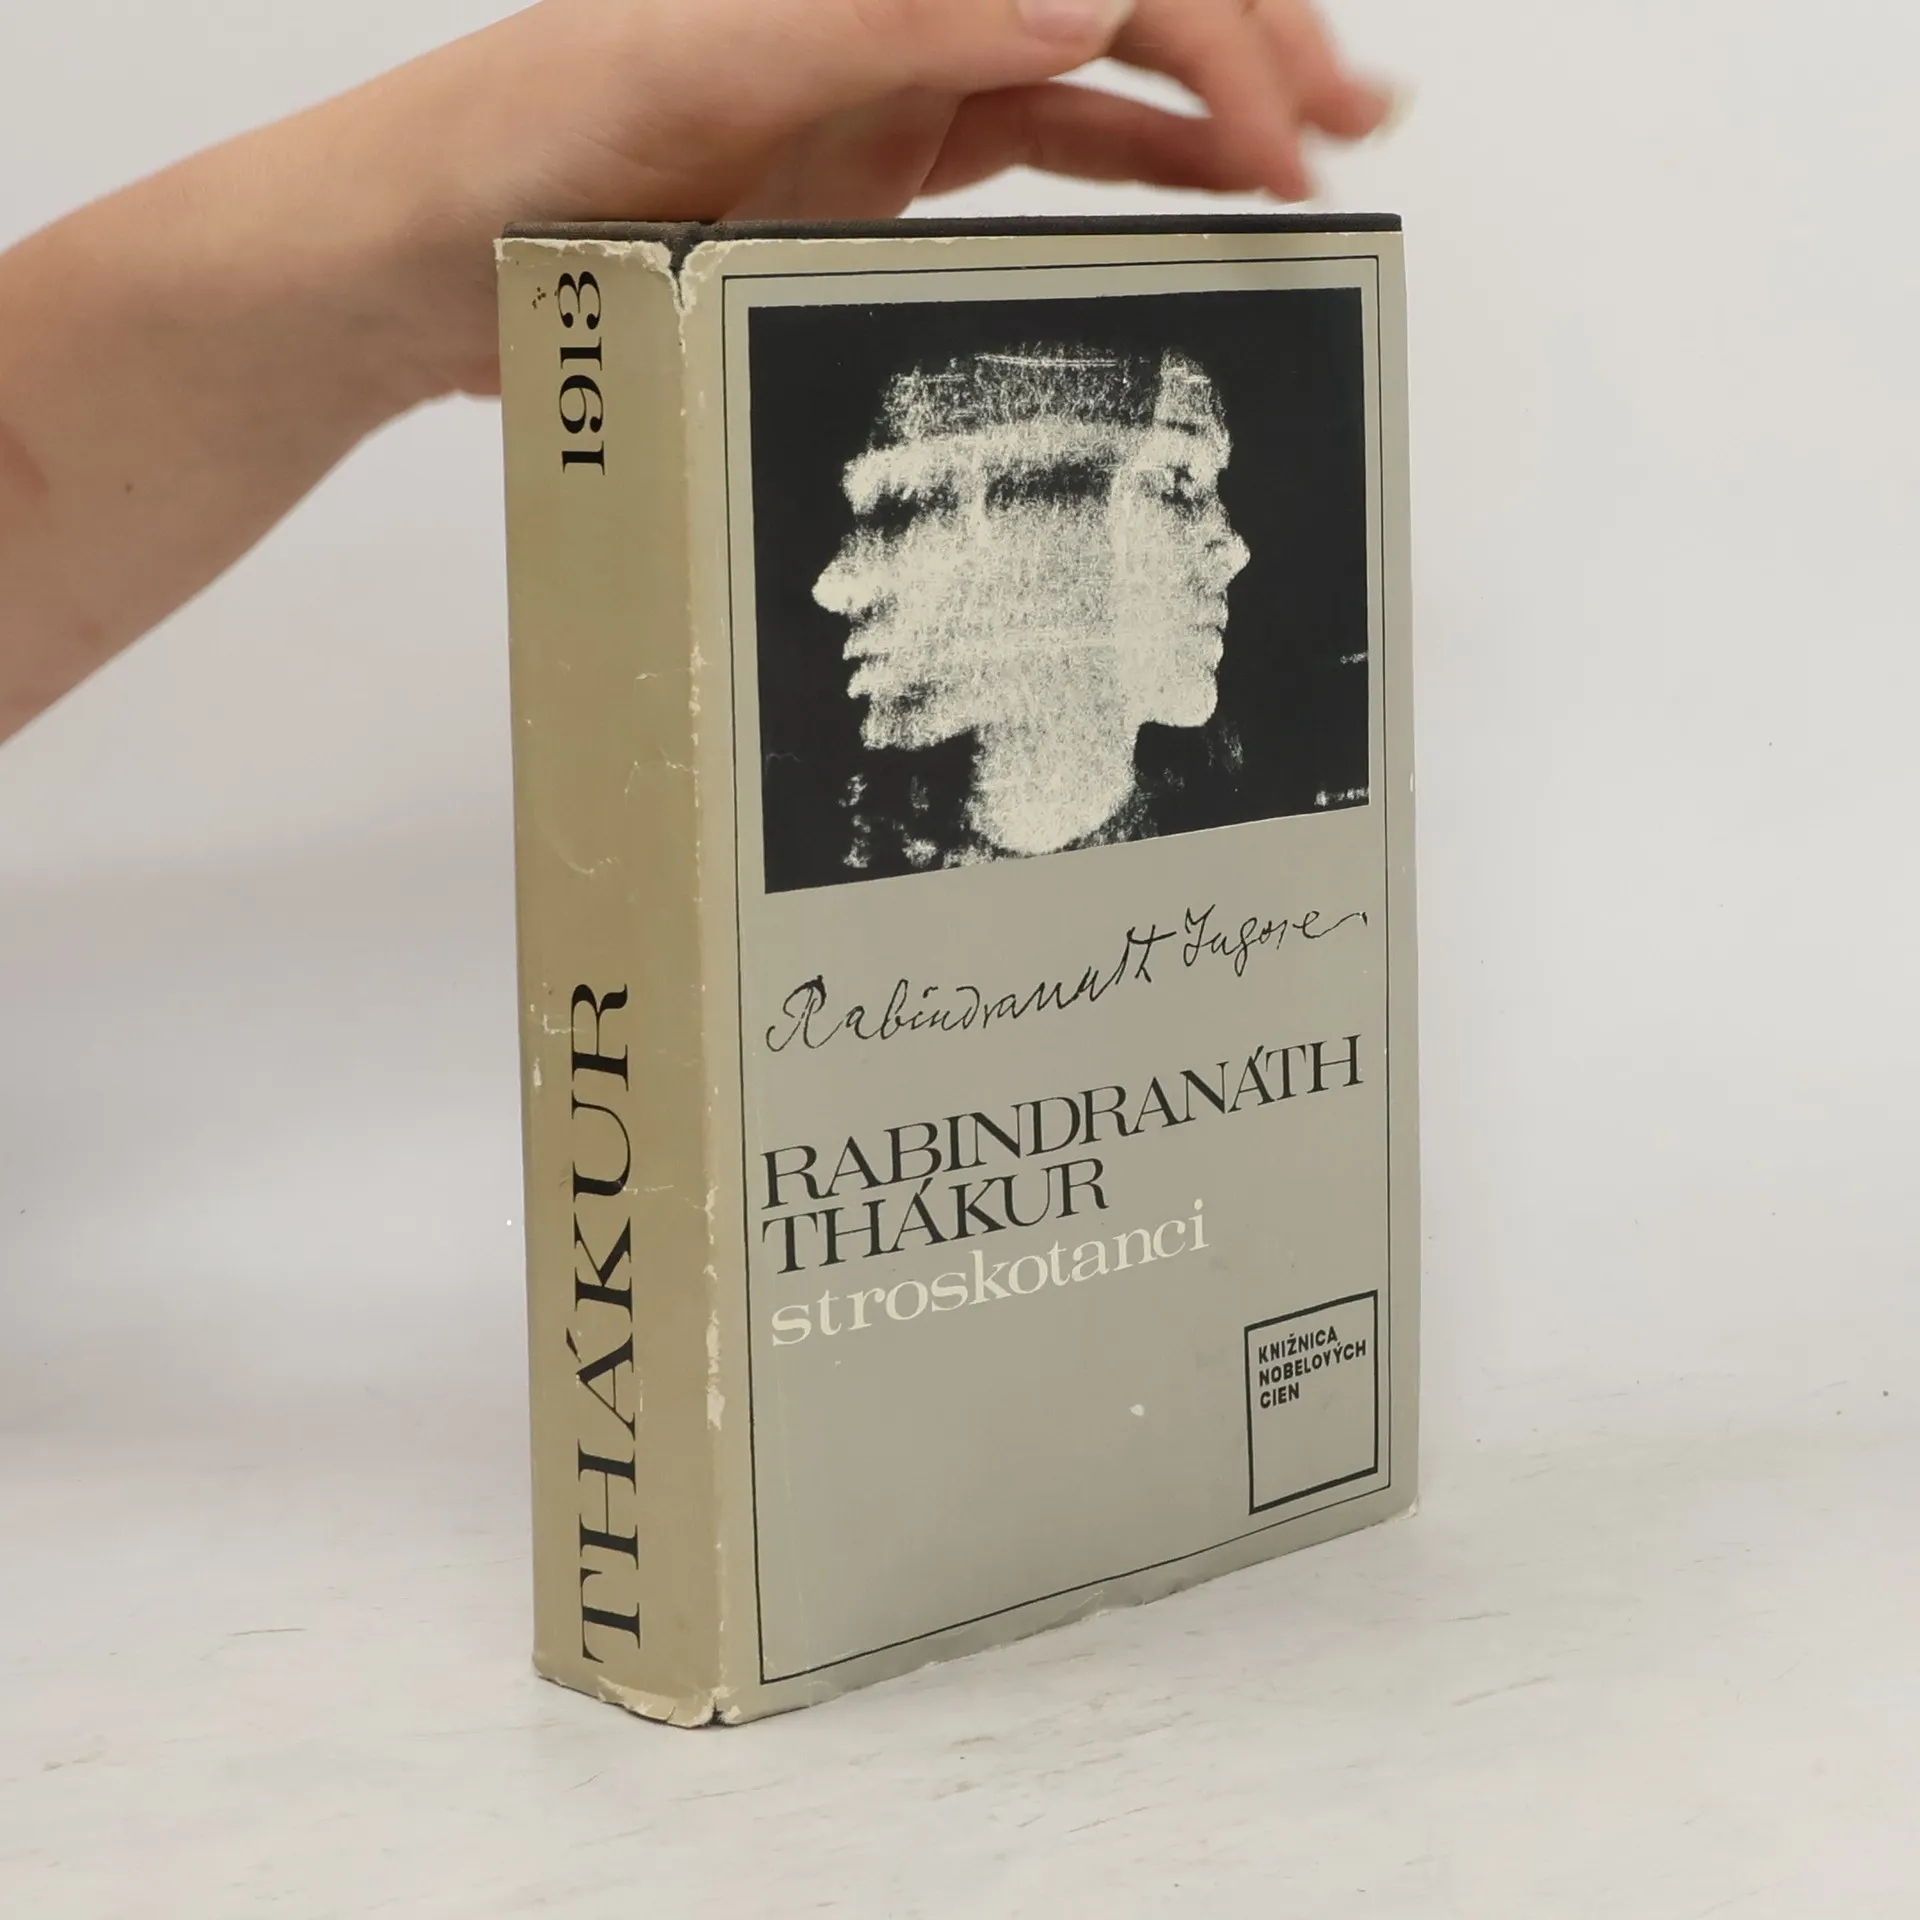 1913
THÁKUR
Rabindranath Tagore
RABINDRANÁTH
THÁKUR
stroskotanci
KNIŽNICA
NOBELOVÝCH
CIEN